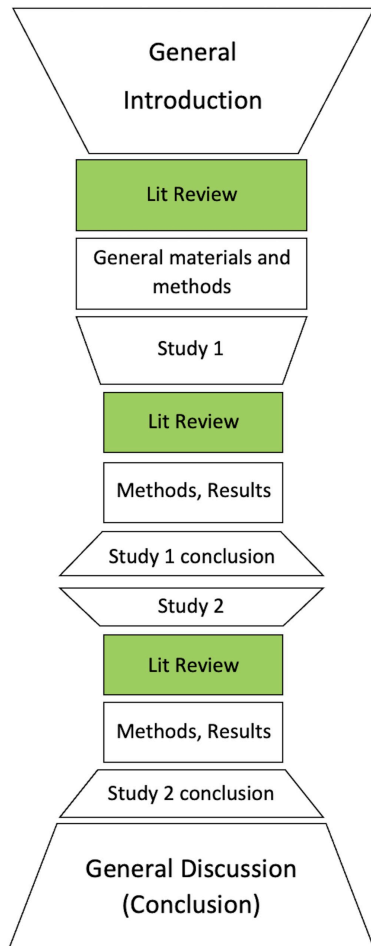 General
Introduction
Lit Review
General materials and
methods
Study 1
Lit Review
Methods, Results
Study 1 conclusion
Study 2
Lit Review
Methods, Results
Study 2 conclusion
General Discussion
(Conclusion)